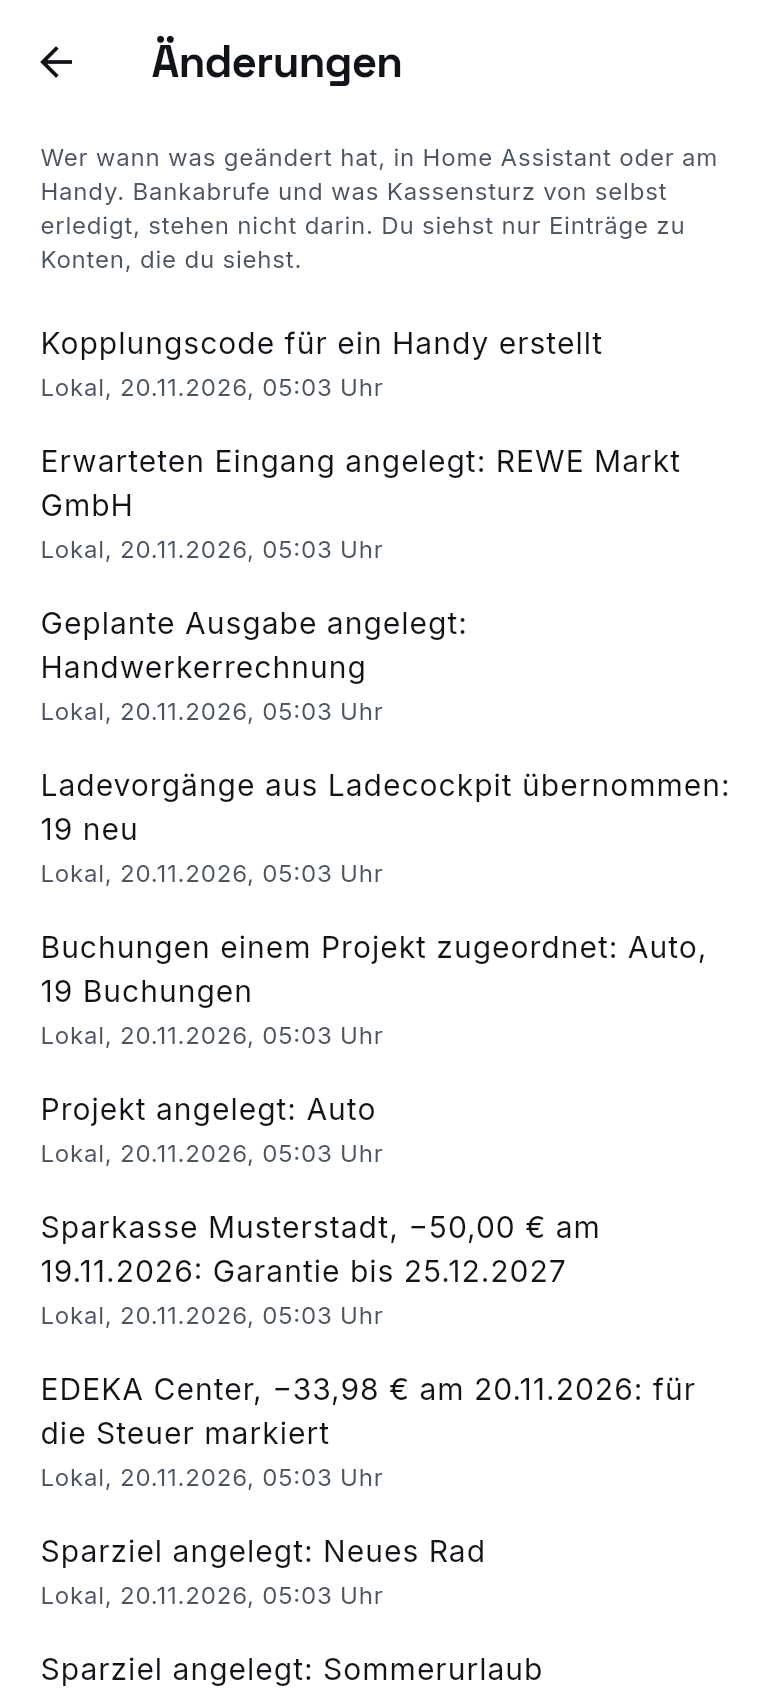 Änderungen
Wer wann was geändert hat, in Home Assistant oder am
Handy. Bankabrufe und was Kassensturz von selbst
erledigt, stehen nicht darin. Du siehst nur Einträge zu
Konten, die du siehst.
Kopplungscode für ein Handy erstellt
Lokal, 20.11.2026, 05:03 Uhr
Erwarteten Eingang angelegt: REWE Markt
GmbH
Lokal, 20.11.2026, 05:03 Uhr
Geplante Ausgabe angelegt:
Handwerkerrechnung
Lokal, 20.11.2026, 05:03 Uhr
Ladevorgänge aus Ladecockpit übernommen:
19 neu
Lokal, 20.11.2026, 05:03 Uhr
Buchungen einem Projekt zugeordnet: Auto,
19 Buchungen
Lokal, 20.11.2026, 05:03 Uhr
Projekt angelegt: Auto
Lokal, 20.11.2026, 05:03 Uhr
Sparkasse Musterstadt, −50,00 € am
19.11.2026: Garantie bis 25.12.2027
Lokal, 20.11.2026, 05:03 Uhr
EDEKA Center, −33,98 € am 20.11.2026: für
die Steuer markiert
Lokal, 20.11.2026, 05:03 Uhr
Sparziel angelegt: Neues Rad
Lokal, 20.11.2026, 05:03 Uhr
Sparziel angelegt: Sommerurlaub